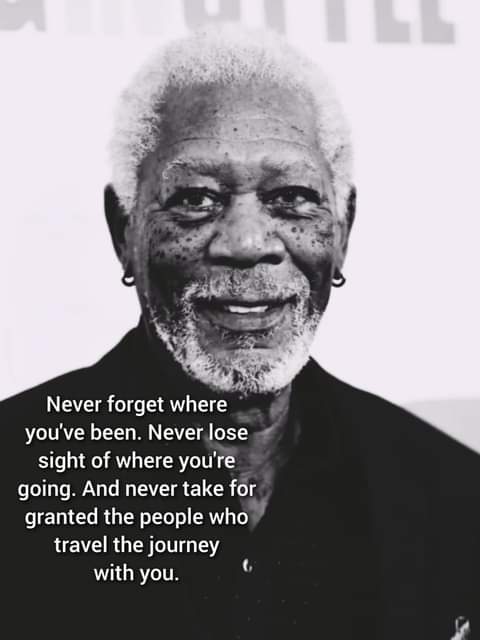 Never forget where
you've been. Never lose
sight of where you're
going. And never take for
granted the people who
travel the journey
with you.